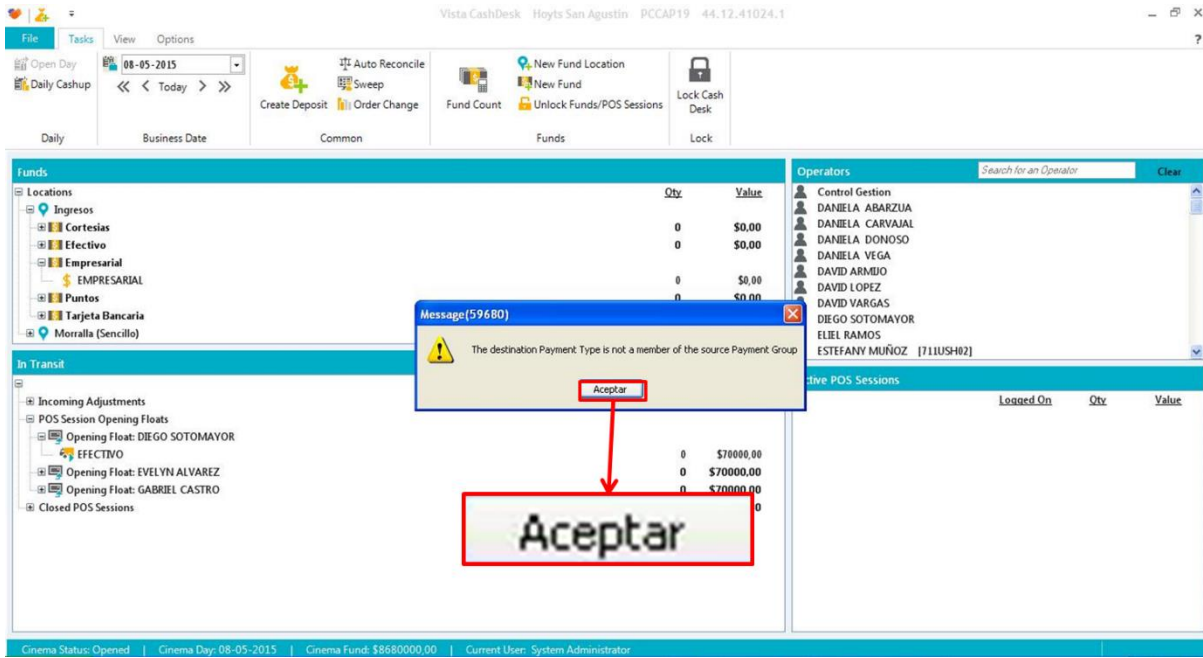 Vista CashDesk Hoyts San Agustin PCCAP19 44.12.41024.1
File Tasks View Options ?
Open Day
Daily Cashup
Daily
08-05-2015
Today
Business Date
Create Deposit
Auto Reconcile
Sweep
Order Change
Common
Fund Count
New Fund Location
New Fund
Unlock Funds/POS Sessions
Funds
Lock Cash
Desk
Lock
Funds
Locations Qty Value
Ingresos
Cortesias 0 $0,00
Efectivo 0 $0,00
Empresarial
EMPRESARIAL 0 $0,00
Puntos 0 $0,00
Tarjeta Bancaria
Morralla (Sencillo)
Operators Search for an Operator Clear
Control Gestion
DANIELA ABARZUA
DANIELA CARVAJAL
DANIELA DONOSO
DANIELA VEGA
DAVID ARMIJO
DAVID LOPEZ
DAVID VARGAS
DIEGO SOTOMAYOR
ELIEL RAMOS
ESTEFANY MUÑOZ [711USH02]
Message(59680)
The destination Payment Type is not a member of the source Payment Group
Aceptar
In Transit
Incoming Adjustments
POS Session Opening Floats
Opening Float: DIEGO SOTOMAYOR
EFECTIVO 0 $70000,00
Opening Float: EVELYN ALVAREZ 0 $70000,00
Opening Float: GABRIEL CASTRO 0 $70000,00
Closed POS Sessions
Aceptar
POS Sessions
Logged On Qty Value
Cinema Status: Opened | Cinema Day: 08-05-2015 | Cinema Fund: $8680000,00 | Current User: System Administrator